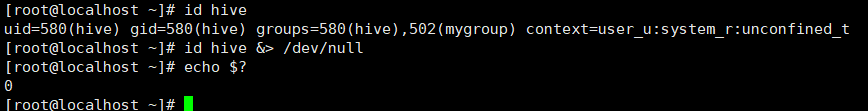 [root@localhost ~]# id hive
uid=580(hive) gid=580(hive) groups=580(hive),502(mygroup) context=user_u:system_r:unconfined_t
[root@localhost ~]# id hive &> /dev/null
[root@localhost ~]# echo $?
0
[root@localhost ~]#